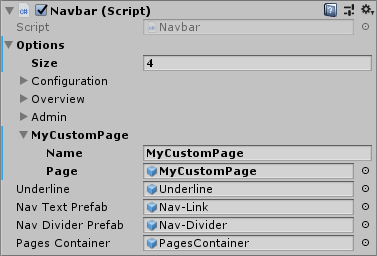 Navbar (Script)
Script Navbar
Options
Size 4
Configuration
Overview
Admin
MyCustomPage
Name MyCustomPage
Page MyCustomPage
Underline Underline
Nav Text Prefab Nav-Link
Nav Divider Prefab Nav-Divider
Pages Container PagesContainer